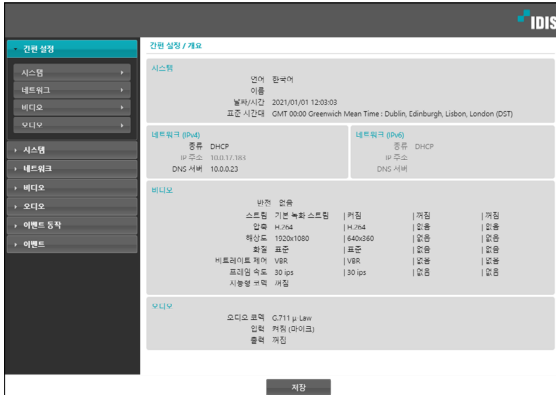 IDIS
간편 설정
시스템
네트워크
비디오
오디오
시스템
네트워크
비디오
오디오
이벤트 동작
이벤트
간편 설정 / 개요
시스템
언어 한국어
이름
날짜/시간 2021/01/01 12:03:03
표준 시간대 GMT 00:00 Greenwich Mean Time : Dublin, Edinburgh, Lisbon, London (DST)
네트워크 (IPv4)
종류 DHCP
IP 주소 10.0.17.183
DNS 서버 10.0.0.23
네트워크 (IPv6)
종류 DHCP
IP 주소
DNS 서버
비디오
반전 없음
스트림 기본 녹화 스트림 | 켜짐 | 꺼짐 | 꺼짐
압축 H.264 | H.264 | 없음 | 없음
해상도 1920x1080 | 640x360 | 없음 | 없음
화질 표준 | 표준 | 없음 | 없음
비트레이트 제어 VBR | VBR | 없음 | 없음
프레임 속도 30 ips | 30 ips | 없음 | 없음
지능형 코덱 꺼짐
오디오
오디오 코덱 G.711 μ-Law
입력 켜짐 (마이크)
출력 꺼짐
저장